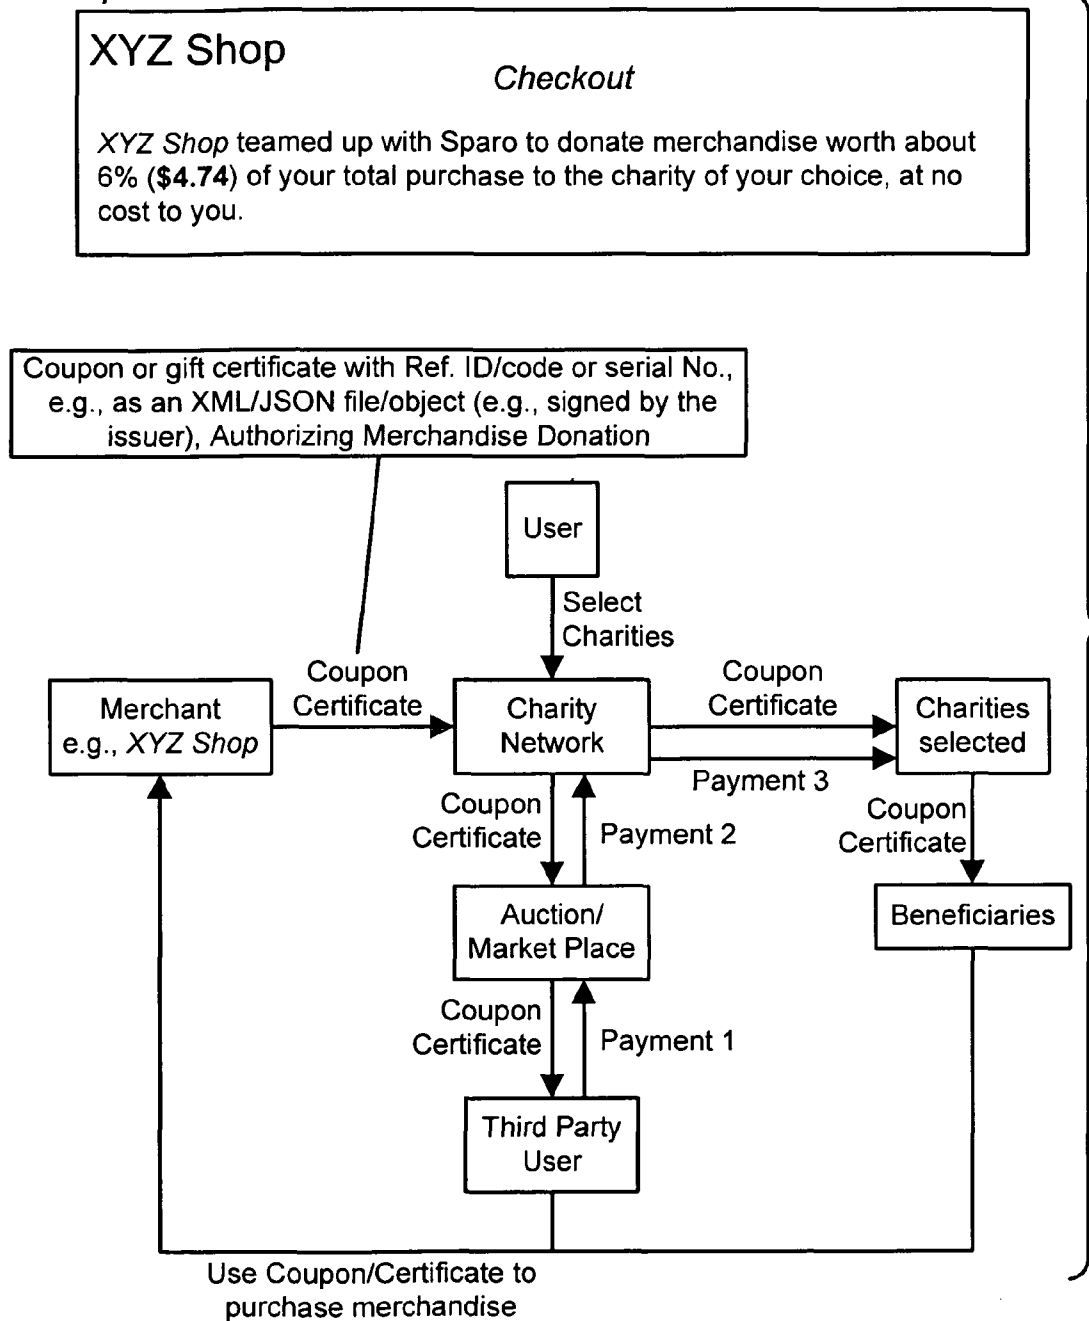 XYZ Shop
Checkout
XYZ Shop teamed up with Sparo to donate merchandise worth about
6% ($4.74) of your total purchase to the charity of your choice, at no
cost to you.
Coupon or gift certificate with Ref. ID/code or serial No.,
e.g., as an XML/JSON file/object (e.g., signed by the
issuer), Authorizing Merchandise Donation
User
Select
Charities
Coupon
Certificate
Coupon
Certificate
Merchant
e.g., XYZ Shop
Charity
Network
Charities
selected
Payment 3
Coupon
Certificate
Payment 2
Coupon
Certificate
Auction/
Market Place
Beneficiaries
Coupon
Certificate
Payment 1
Third Party
User
Use Coupon/Certificate to
purchase merchandise